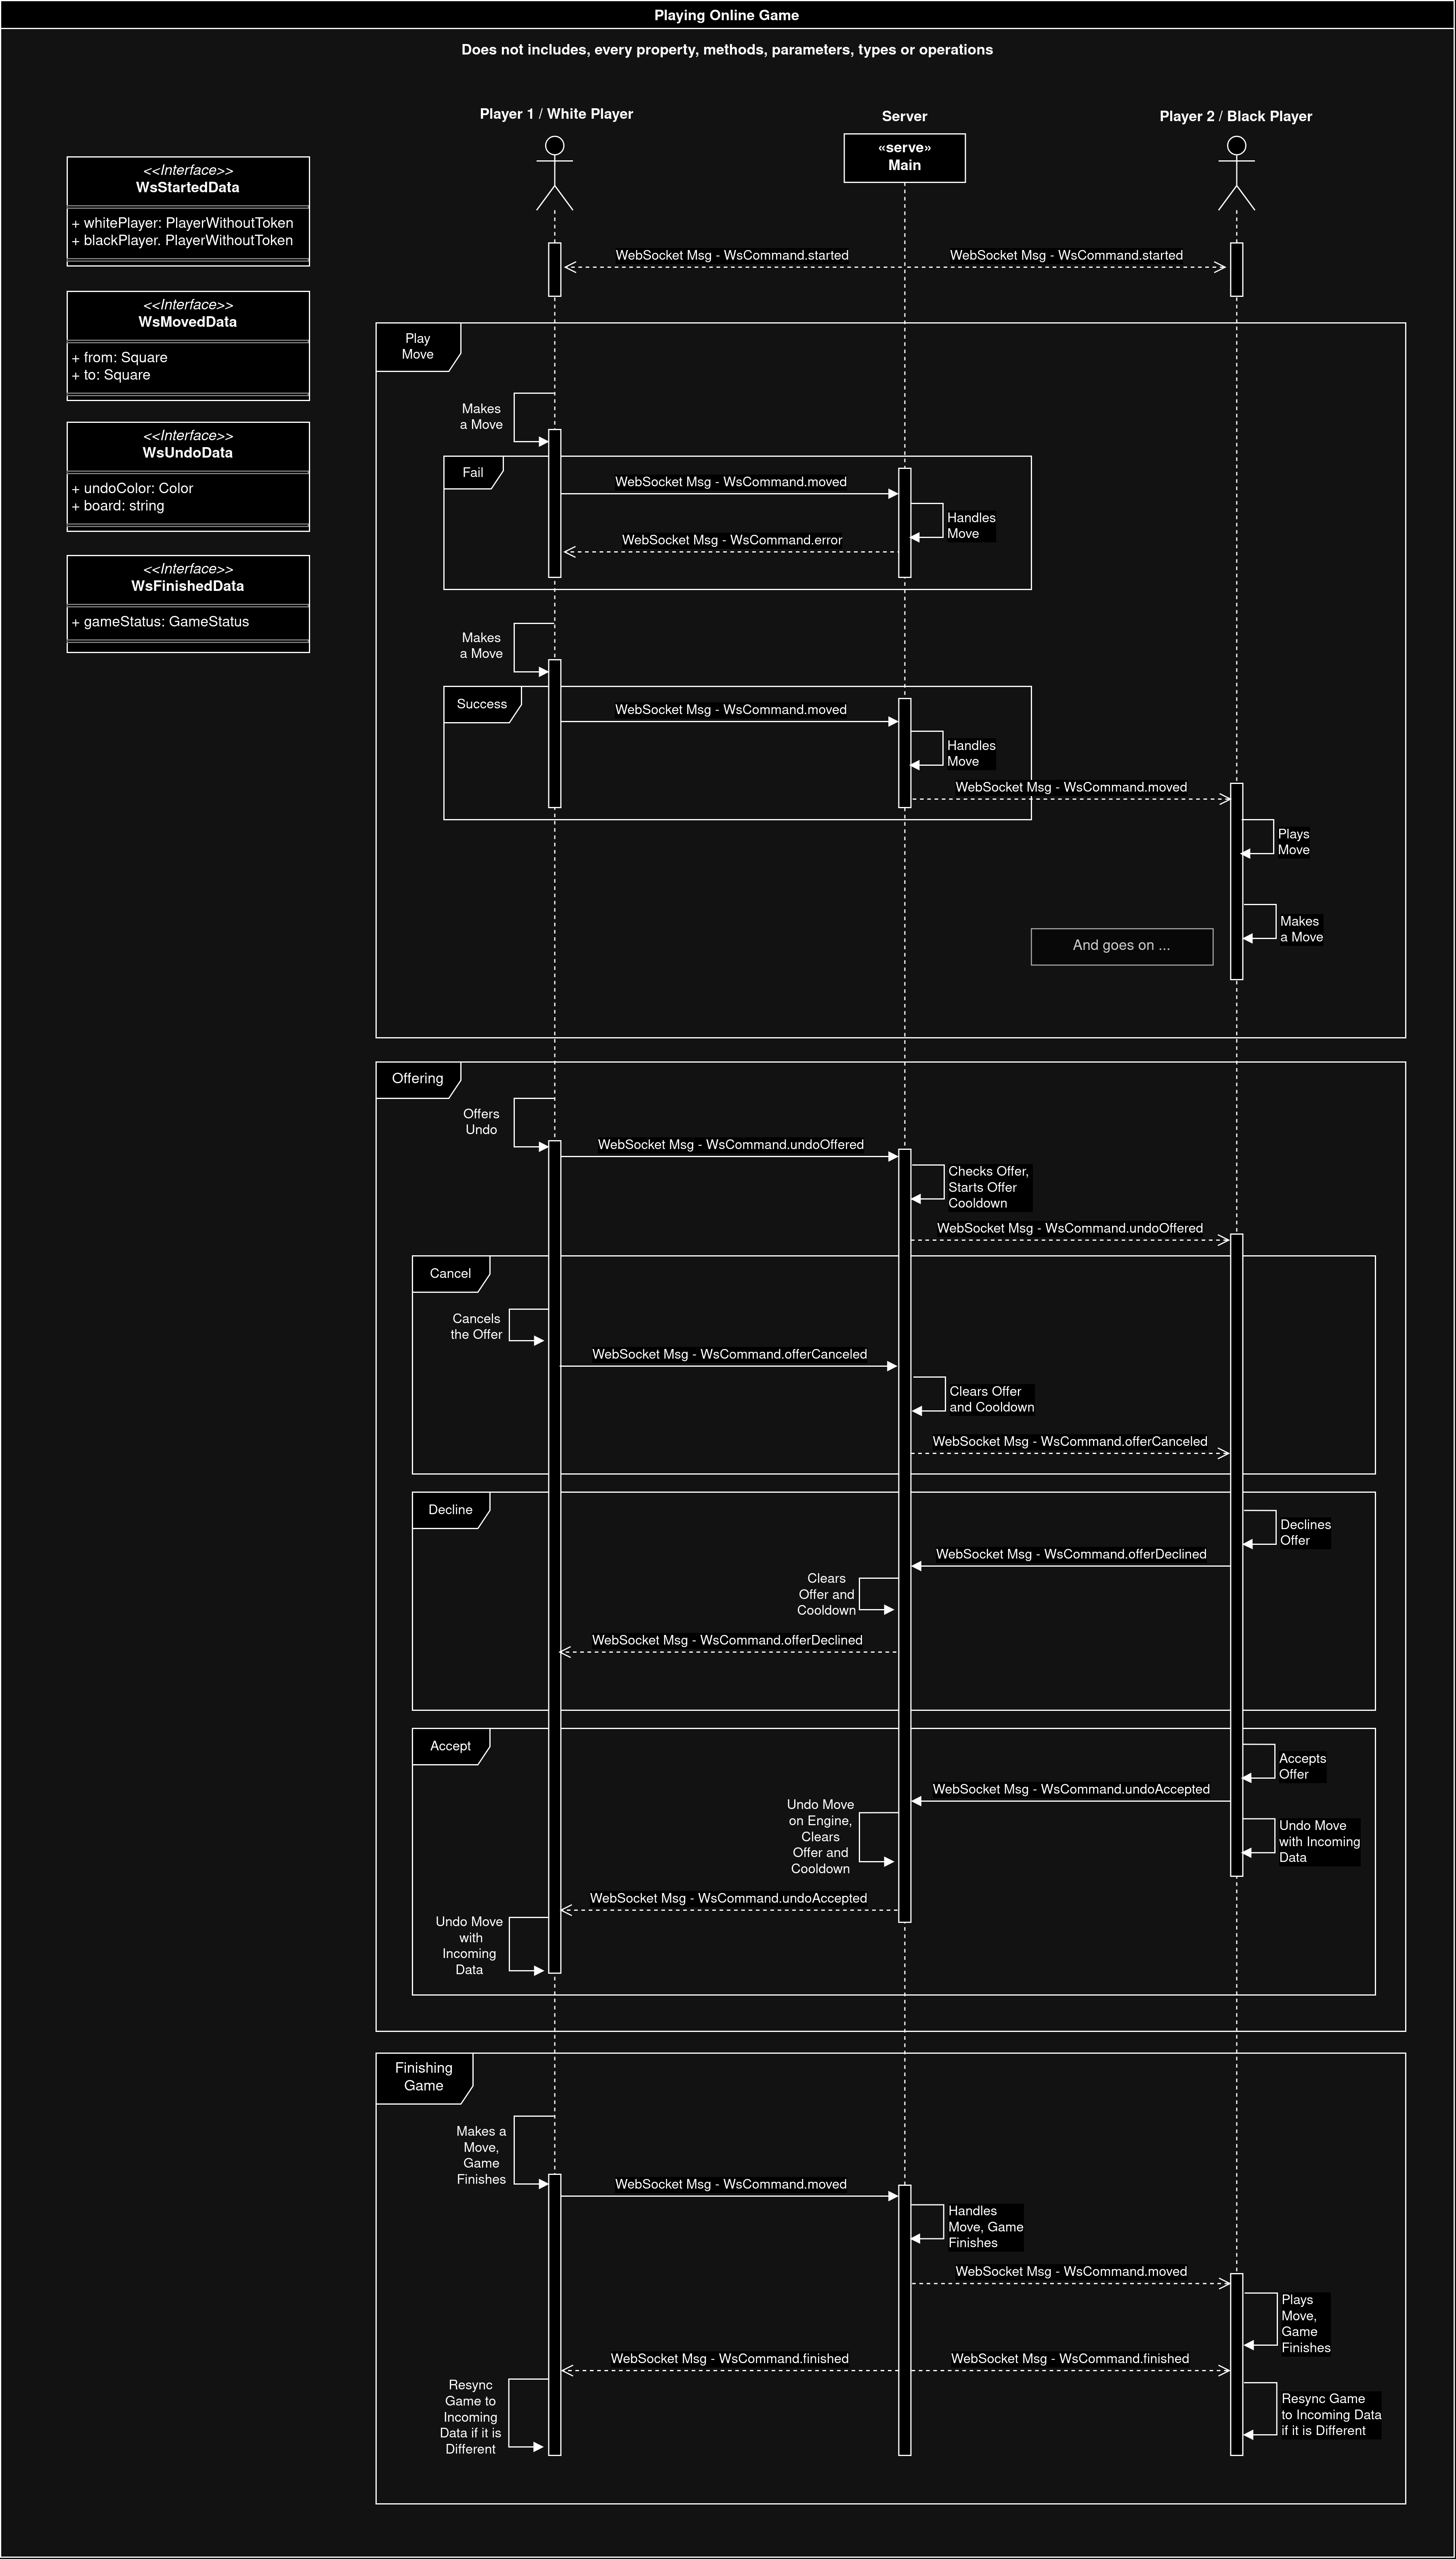 Playing Online Game
Does not includes, every property, methods, parameters, types or operations
Player 1 / White Player
Server
Player 2 / Black Player
«serve»
Main
<<Interface>>
WsStartedData
+ whitePlayer: PlayerWithoutToken
+ blackPlayer. PlayerWithoutToken
<<Interface>>
WsMovedData
+ from: Square
+ to: Square
<<Interface>>
WsUndoData
+ undoColor: Color
+ board: string
<<Interface>>
WsFinishedData
+ gameStatus: GameStatus
WebSocket Msg - WsCommand.started
WebSocket Msg - WsCommand.started
Play
Move
Makes
a Move
Fail
WebSocket Msg - WsCommand.moved
Handles
Move
WebSocket Msg - WsCommand.error
Makes
a Move
Success
WebSocket Msg - WsCommand.moved
Handles
Move
WebSocket Msg - WsCommand.moved
Plays
Move
Makes
a Move
And goes on ...
Offering
Offers
Undo
WebSocket Msg - WsCommand.undoOffered
Checks Offer,
Starts Offer
Cooldown
WebSocket Msg - WsCommand.undoOffered
Cancel
Cancels
the Offer
WebSocket Msg - WsCommand.offerCanceled
Clears Offer
and Cooldown
WebSocket Msg - WsCommand.offerCanceled
Decline
Declines
Offer
WebSocket Msg - WsCommand.offerDeclined
Clears
Offer and
Cooldown
WebSocket Msg - WsCommand.offerDeclined
Accept
Accepts
Offer
WebSocket Msg - WsCommand.undoAccepted
Undo Move
on Engine,
Clears
Offer and
Cooldown
Undo Move
with Incoming
Data
WebSocket Msg - WsCommand.undoAccepted
Undo Move
with
Incoming
Data
Finishing
Game
Makes a
Move,
Game
Finishes
WebSocket Msg - WsCommand.moved
Handles
Move, Game
Finishes
WebSocket Msg - WsCommand.moved
Plays
Move,
Game
Finishes
WebSocket Msg - WsCommand.finished
WebSocket Msg - WsCommand.finished
Resync
Game to
Incoming
Data if it is
Different
Resync Game
to Incoming Data
if it is Different